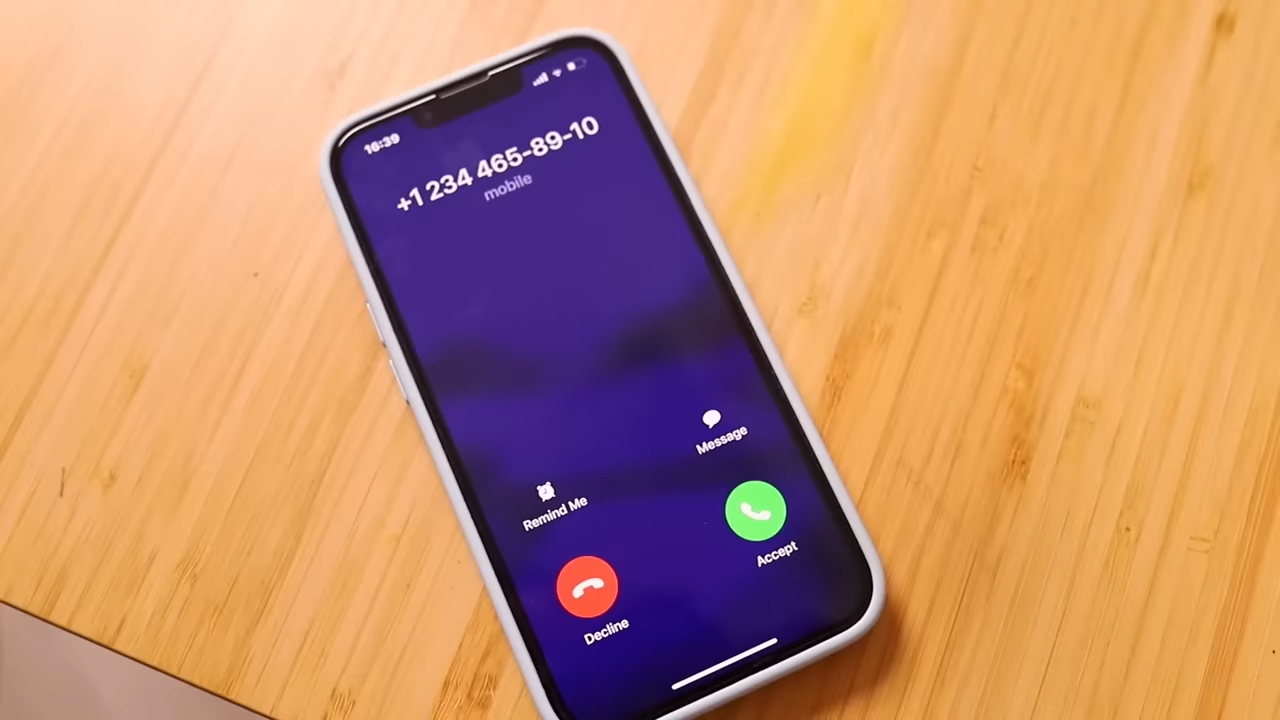 16:39
+1 234 465-89-10
mobile
Message
Remind Me
Accept
Decline